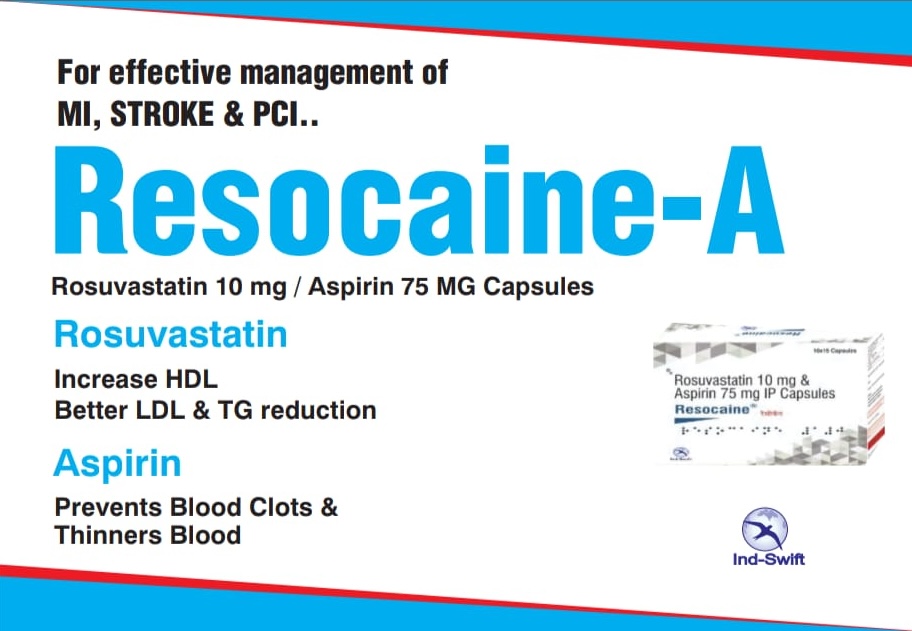 For effective management of
MI, STROKE & PCI..
Resocaine-A
Rosuvastatin 10 mg / Aspirin 75 MG Capsules
Rosuvastatin
Increase HDL
Better LDL & TG reduction
Aspirin
Prevents Blood Clots &
Thinners Blood
10x15 Capsules
Rosuvastatin 10 mg &
Aspirin 75 mg IP Capsules
Resocaine
Ind-Swift
Ind-Swift